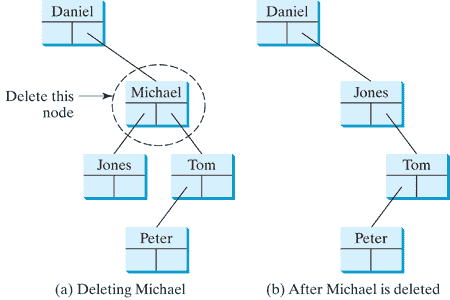 Daniel
Michael
Delete this
node
Jones
Tom
Peter
(a) Deleting Michael
Daniel
Jones
Tom
Peter
(b) After Michael is deleted